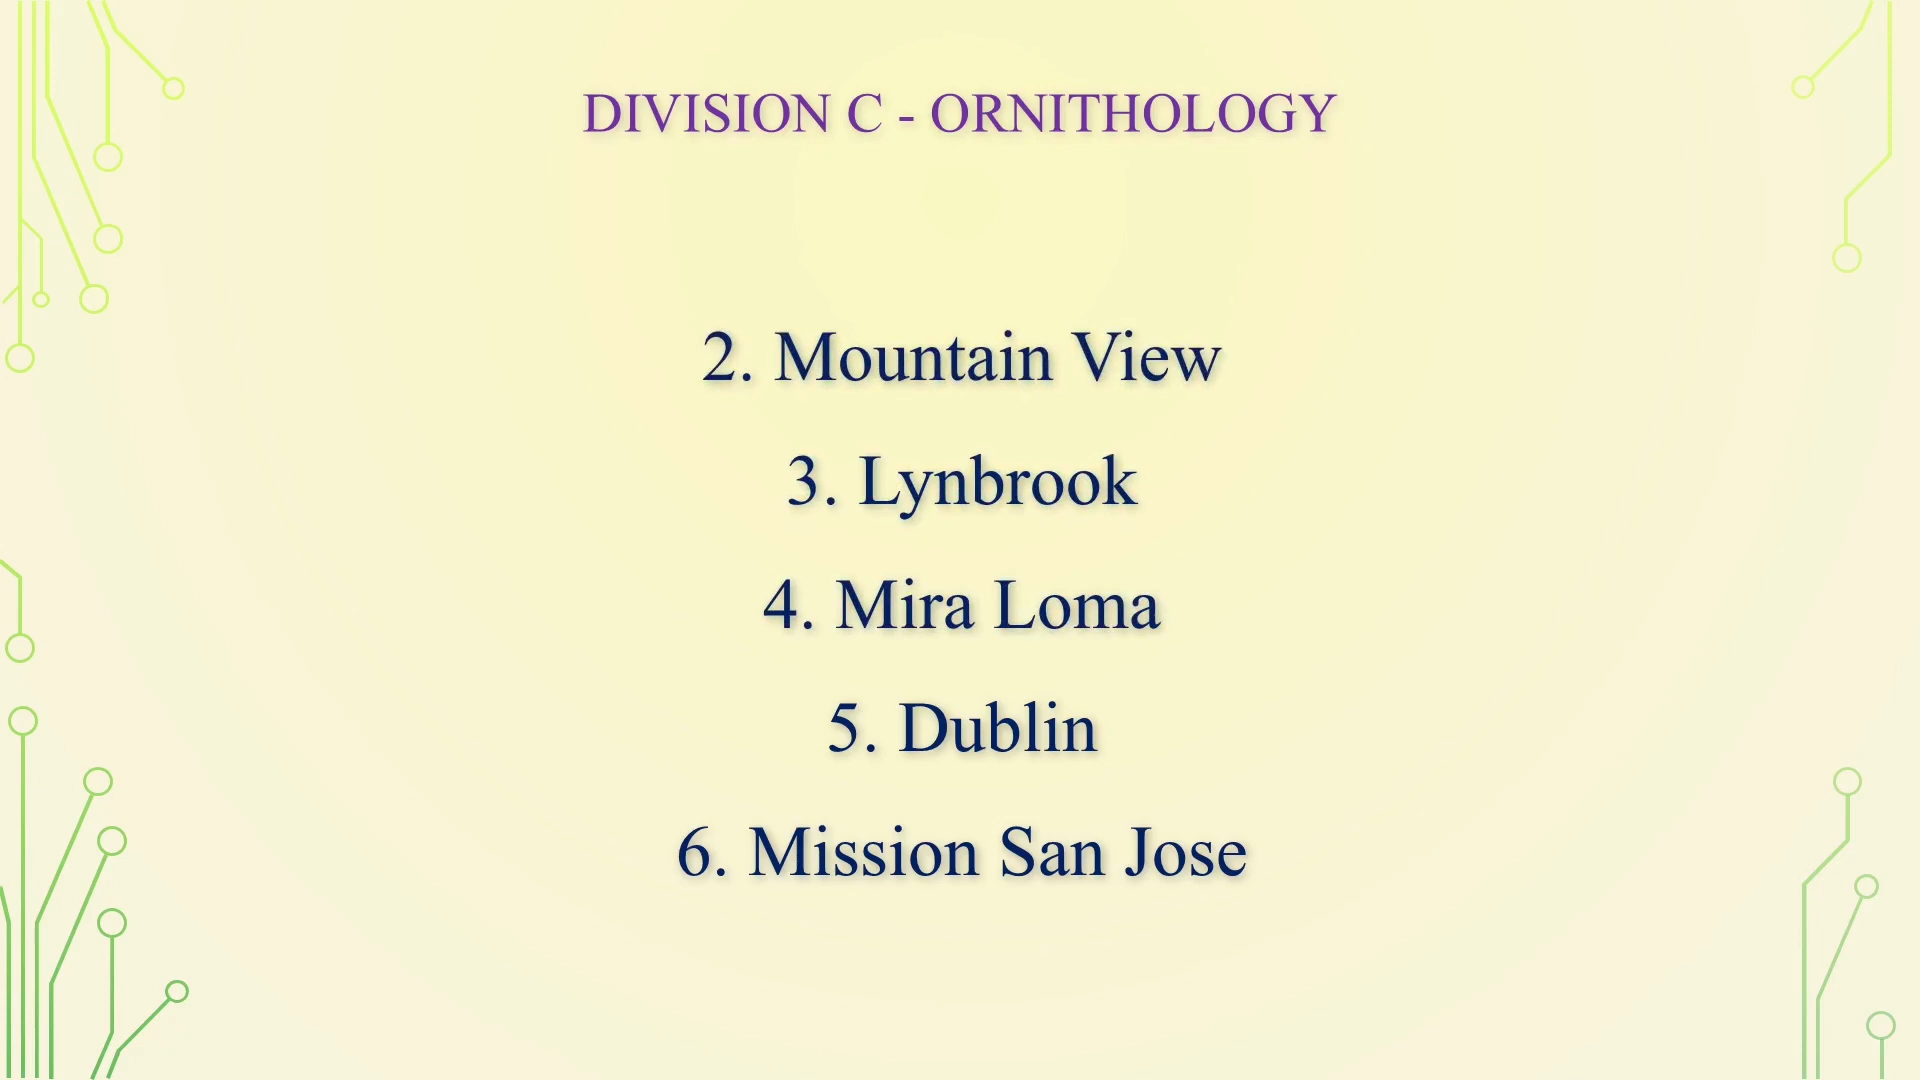 DIVISION C - ORNITHOLOGY
2. Mountain View
3. Lynbrook
4. Mira Loma
5. Dublin
6. Mission San Jose